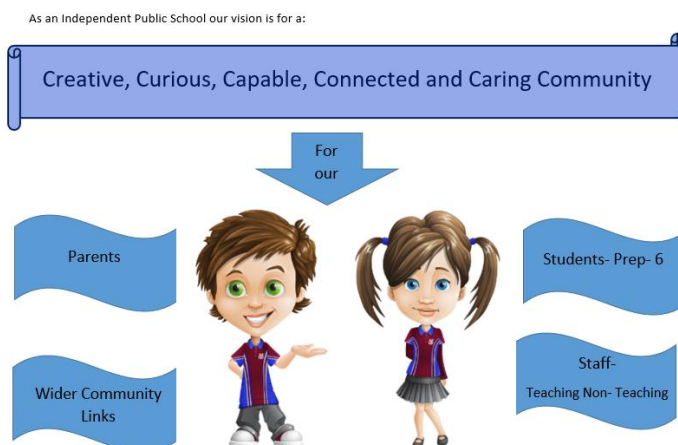 As an Independent Public School our vision is for a:
Creative, Curious, Capable, Connected and Caring Community
For
our
Parents
Students- Prep- 6
Wider Community
Links
Staff-
Teaching Non- Teaching